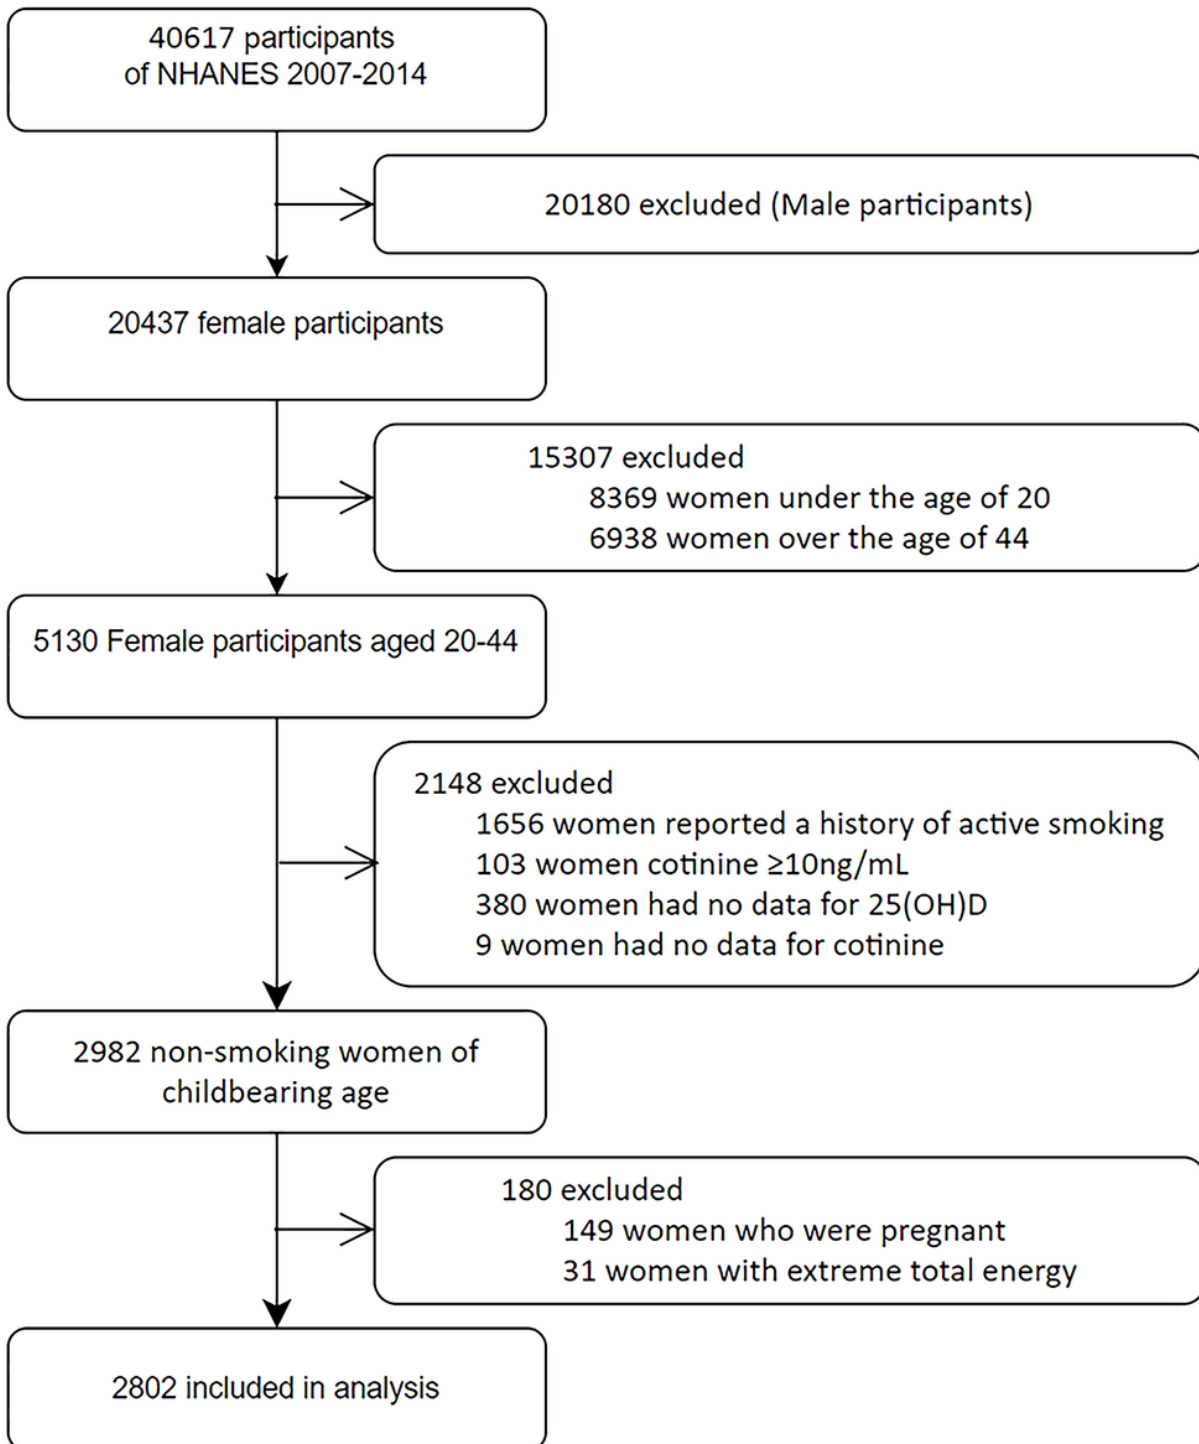 40617 participants
of NHANES 2007-2014
20180 excluded (Male participants)
20437 female participants
15307 excluded
8369 women under the age of 20
6938 women over the age of 44
5130 Female participants aged 20-44
2148 excluded
1656 women reported a history of active smoking
103 women cotinine ≥10ng/mL
380 women had no data for 25(OH)D
9 women had no data for cotinine
2982 non-smoking women of
childbearing age
180 excluded
149 women who were pregnant
31 women with extreme total energy
2802 included in analysis